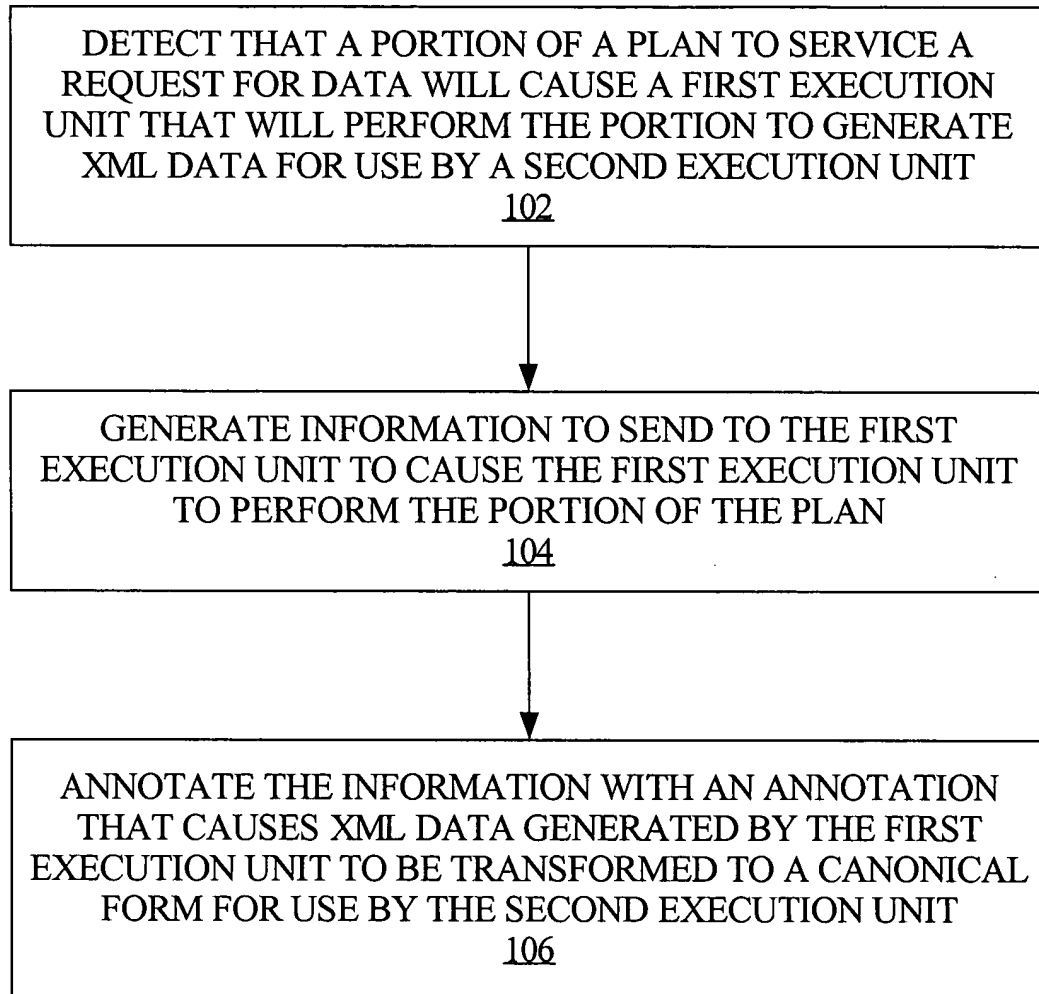 DETECT THAT A PORTION OF A PLAN TO SERVICE A
REQUEST FOR DATA WILL CAUSE A FIRST EXECUTION
UNIT THAT WILL PERFORM THE PORTION TO GENERATE
XML DATA FOR USE BY A SECOND EXECUTION UNIT
102
GENERATE INFORMATION TO SEND TO THE FIRST
EXECUTION UNIT TO CAUSE THE FIRST EXECUTION UNIT
TO PERFORM THE PORTION OF THE PLAN
104
ANNOTATE THE INFORMATION WITH AN ANNOTATION
THAT CAUSES XML DATA GENERATED BY THE FIRST
EXECUTION UNIT TO BE TRANSFORMED TO A CANONICAL
FORM FOR USE BY THE SECOND EXECUTION UNIT
106